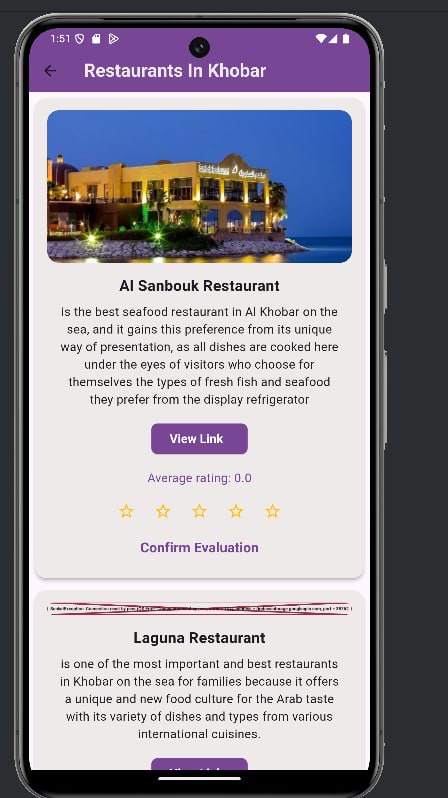 1:51
Restaurants In Khobar
Al Sanbouk Restaurant
Is the best seafood restaurant in Al Khobar on the
sea, and it gains this preference from its unique
way of presentation, as all dishes are cooked here
under the eyes of visitors who choose for
themselves the types of fresh fish and seafood
they prefer from the display refrigerator
View Link
Average rating: 0.0
Confirm Evaluation
Laguna Restaurant
is one of the most important and best restaurants
in Khobar on the sea for families because it offers
a unique and new food culture for the Arab taste
with its variety of dishes and types from various
international cuisines.